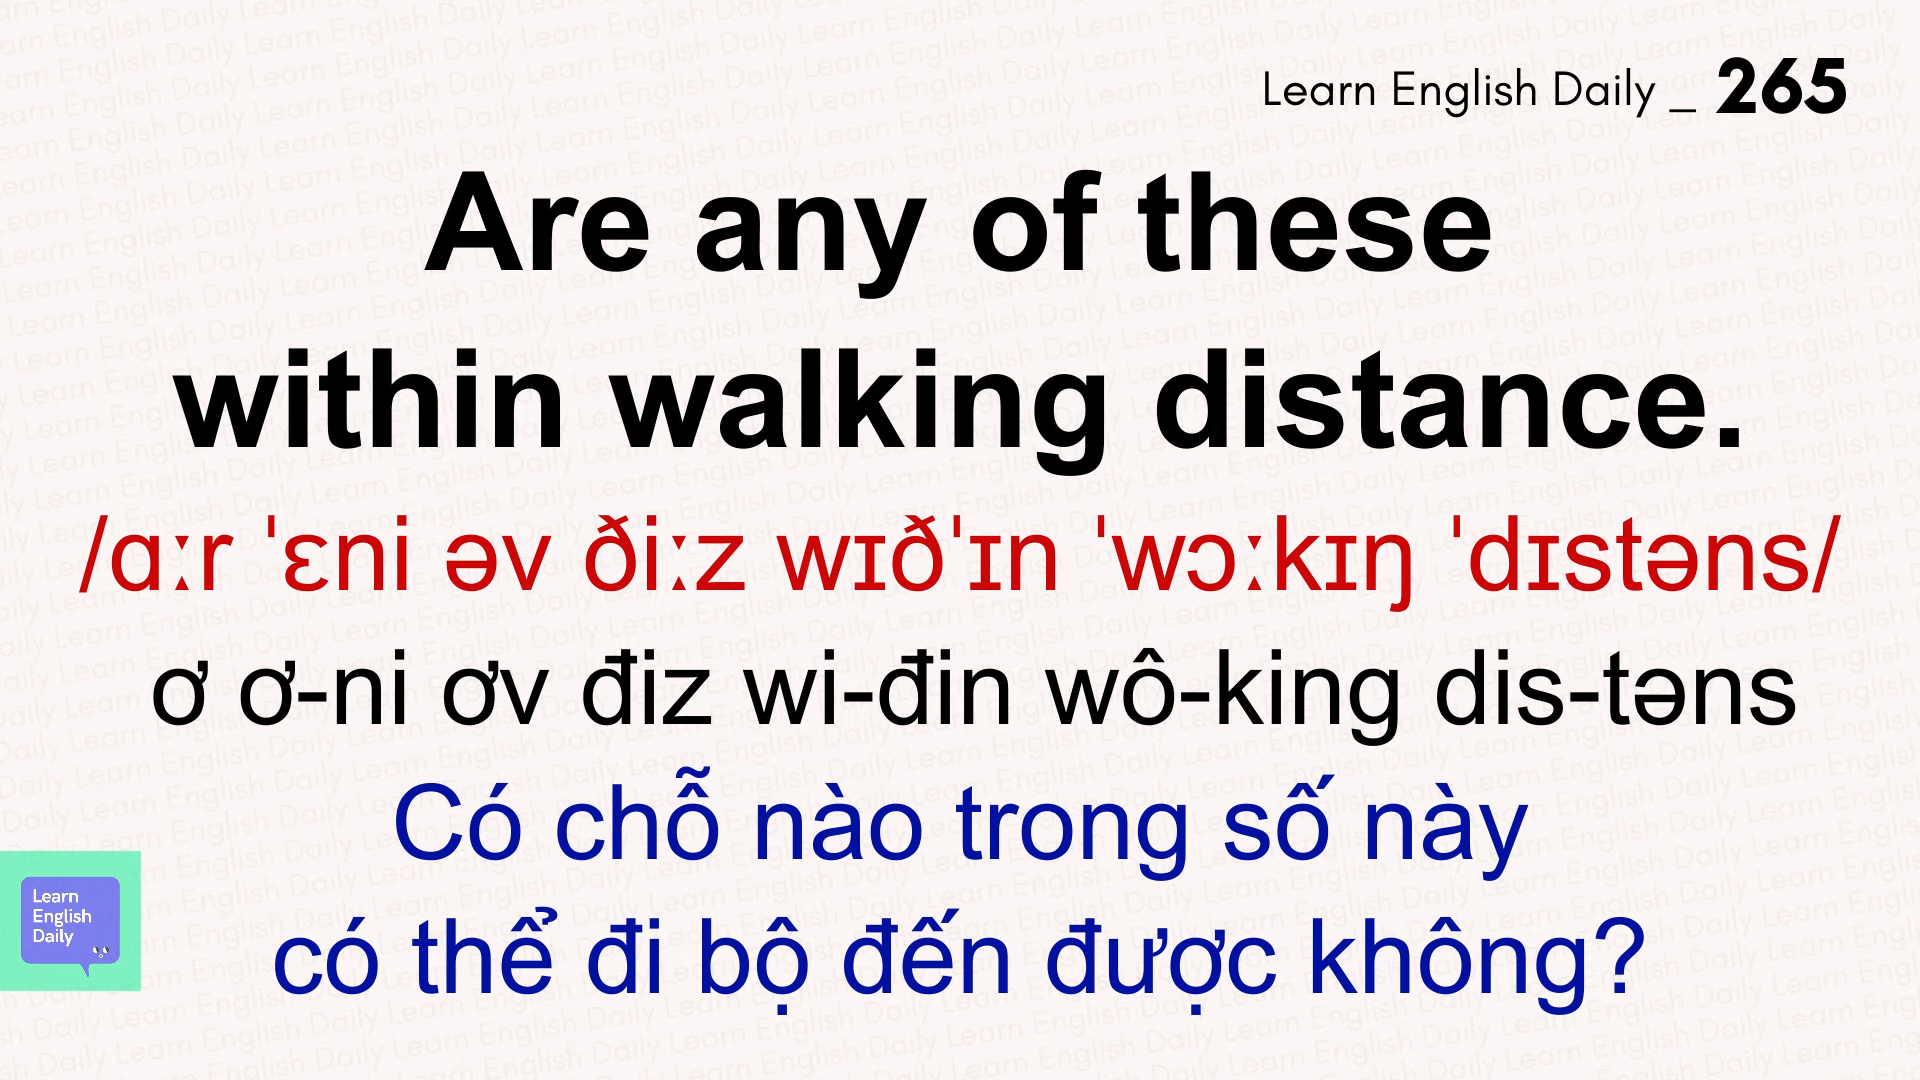 Learn English Daily _ 265
Are any of these
within walking distance.
/ɑːr ˈɛni əv ðiːz wɪðˈɪn ˈwɔːkɪŋ ˈdɪstəns/
ơ ơ-ni ơv điz wi-đin wô-king dis-təns
Có chỗ nào trong số này
có thể đi bộ đến được không?
Learn
English
Daily